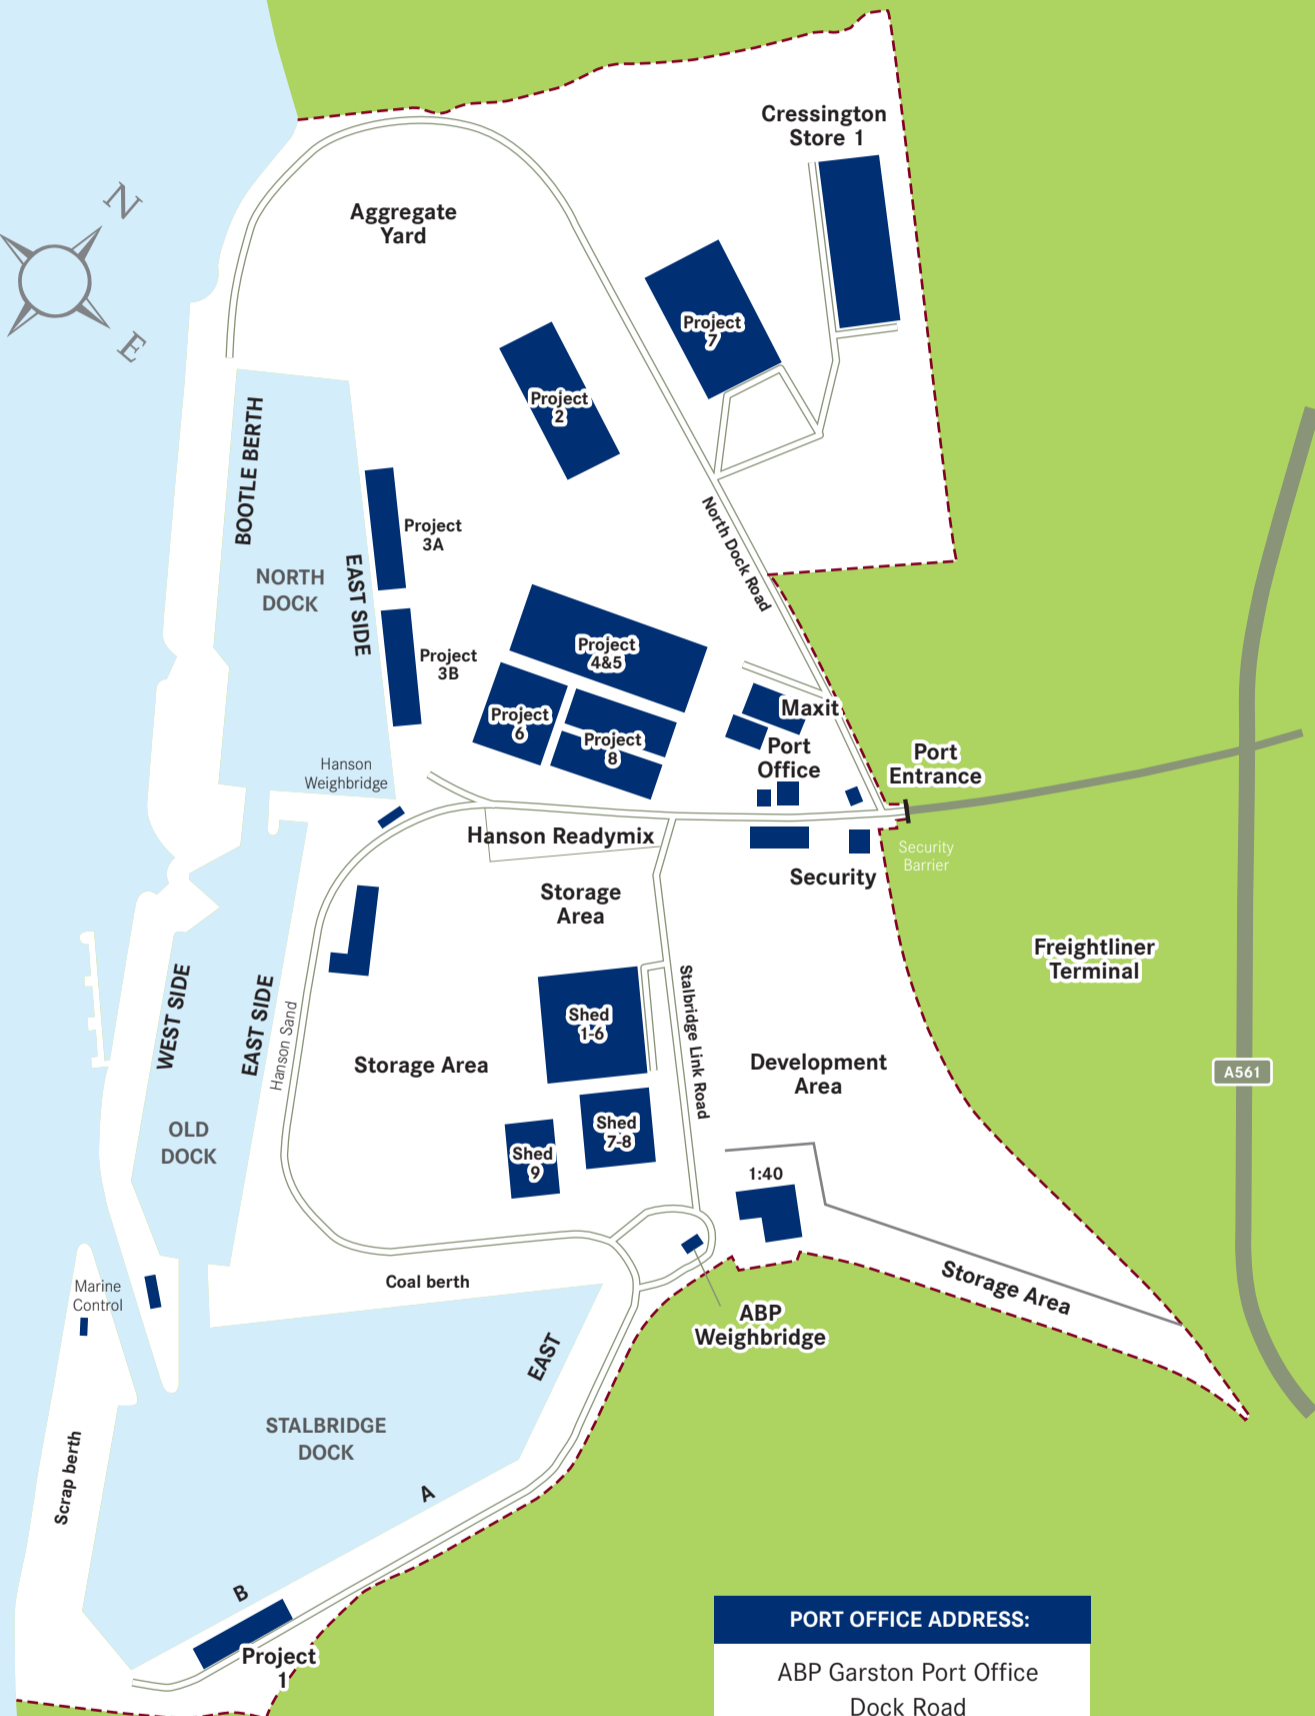 Cressington
Store 1
N
Aggregate
Yard
E
Project
7
Project
2
BOOTLE BERTH
Project
3A
North Dock Road
NORTH
DOCK
EAST SIDE
Project
4&5
Project
3B
Project
6
Project
8
Maxit
Port
Office
Port
Entrance
Hanson
Weighbridge
Hanson Readymix
Security
Barrier
Security
Storage
Area
Freightliner
Terminal
WEST SIDE
EAST SIDE
Hanson Sand
Shed
1-6
Stalbridge Link Road
Storage Area
Development
Area
A561
OLD
DOCK
Shed
7-8
Shed
9
1:40
Marine
Control
Coal berth
Storage Area
ABP
Weighbridge
EAST
STALBRIDGE
DOCK
Scrap berth
A
B
Project
1
PORT OFFICE ADDRESS:
ABP Garston Port Office
Dock Road